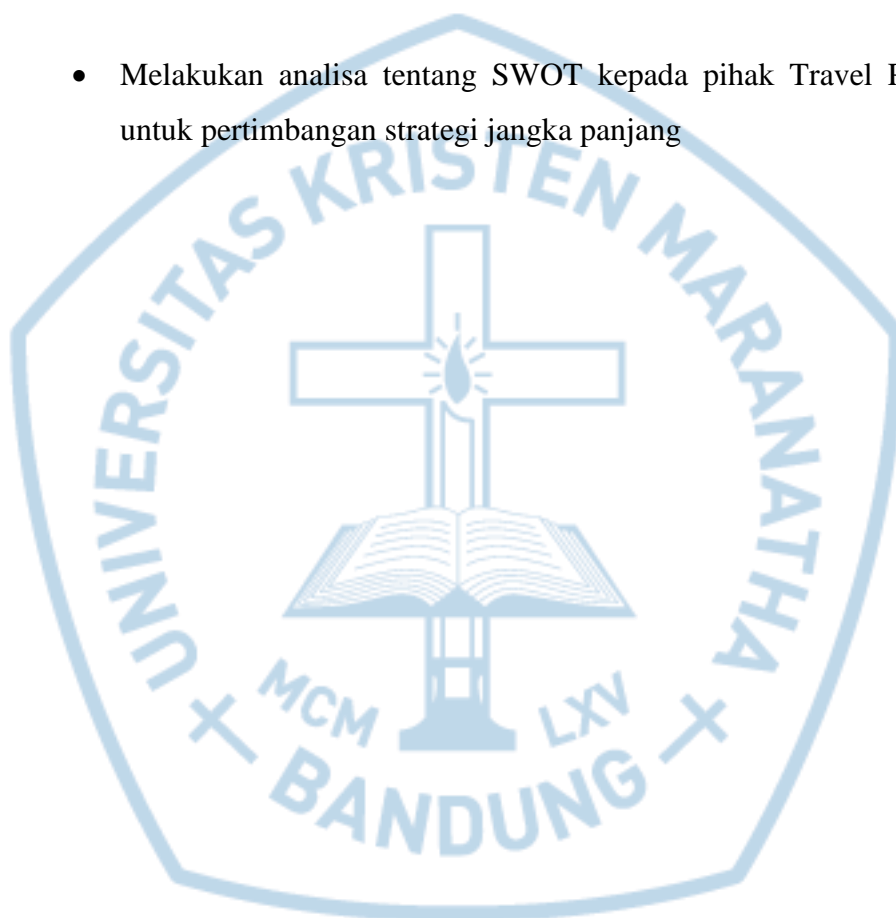 • Melakukan analisa tentang SWOT kepada pihak Travel
untuk pertimbangan strategi jangka panjang
UNIVERSITAS KRISTEN MARANATHA
MCM LXV
BANDUNG